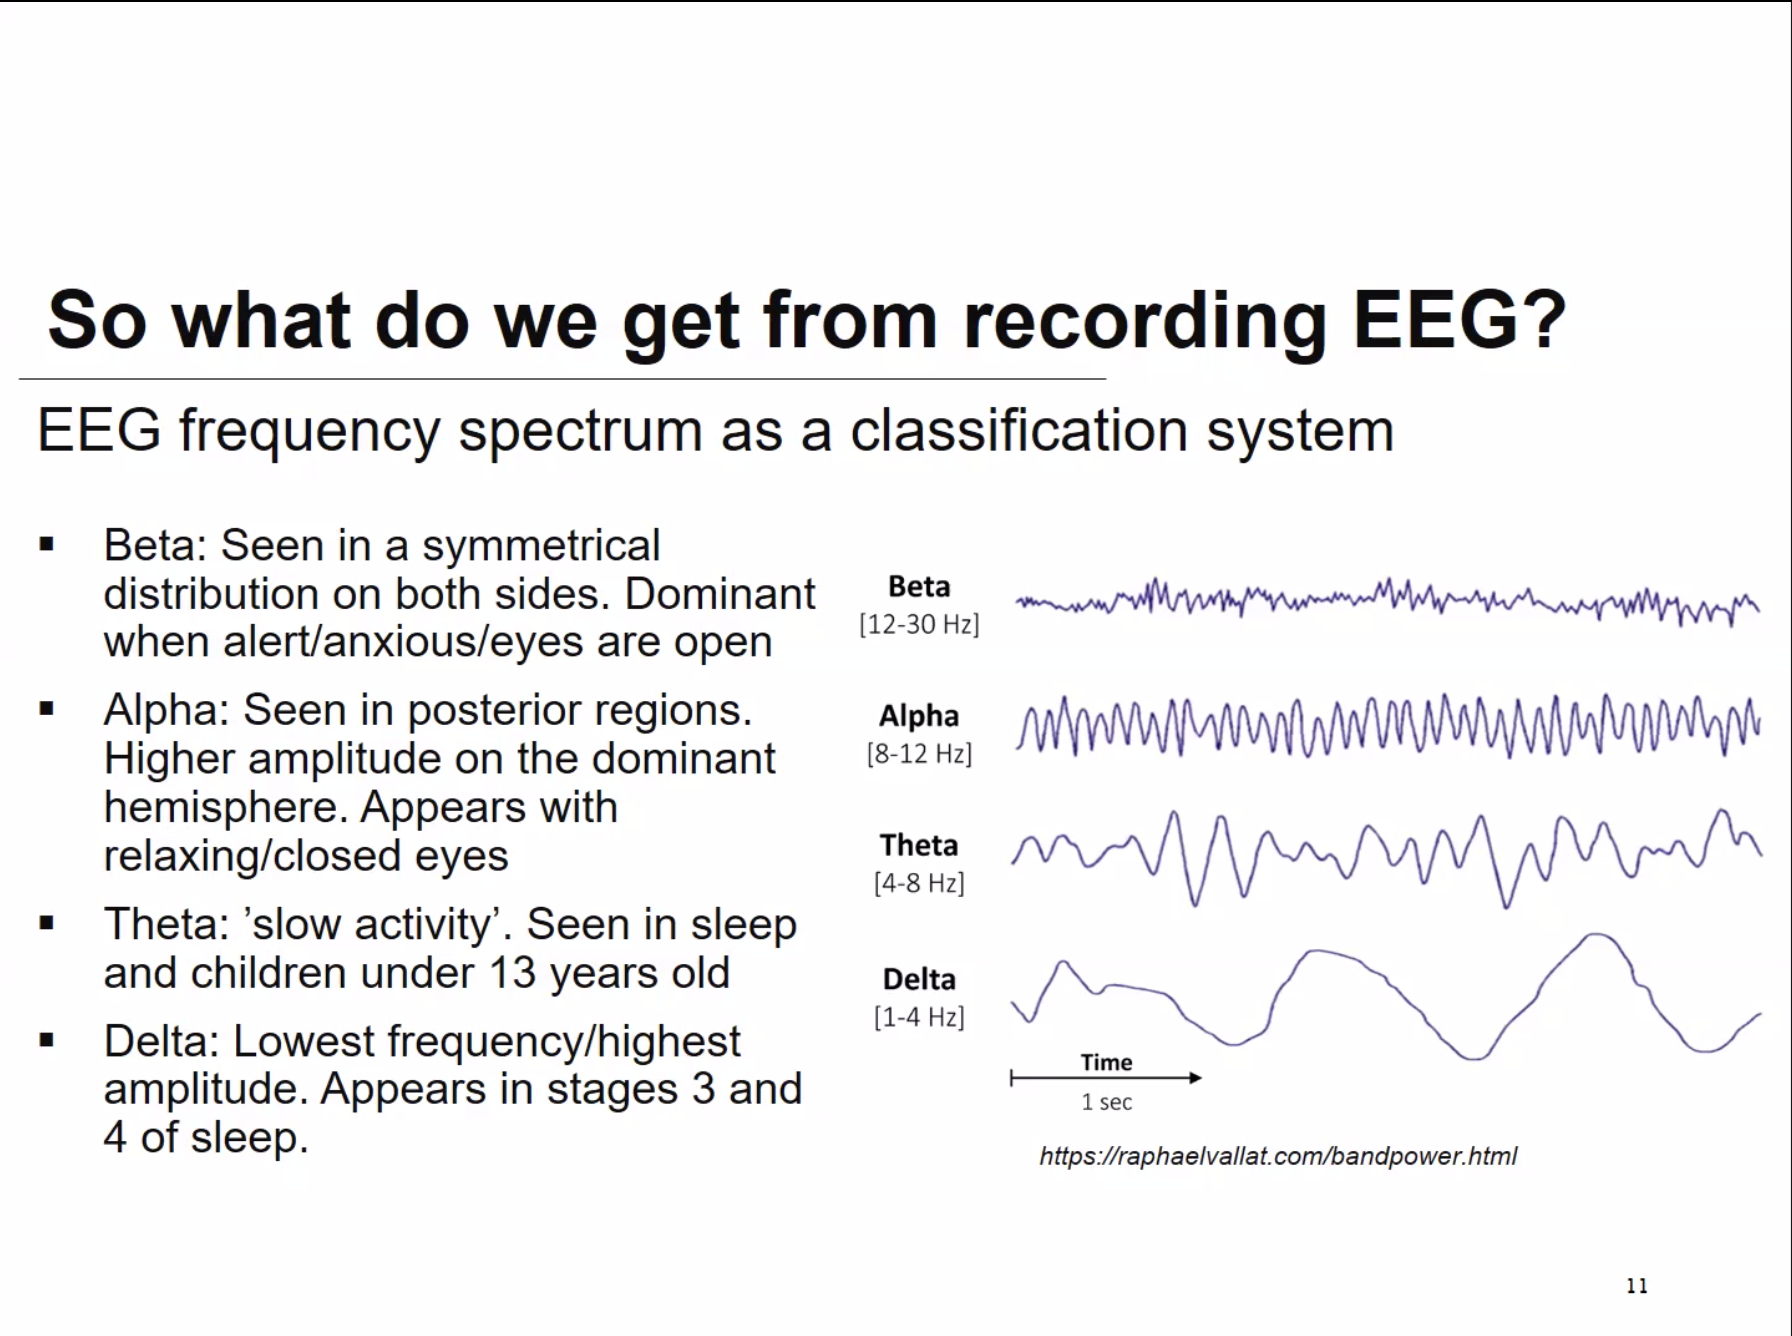 So what do we get from recording EEG?
EEG frequency spectrum as a classification system
▪ Beta: Seen in a symmetrical
distribution on both sides. Dominant
when alert/anxious/eyes are open
▪ Alpha: Seen in posterior regions.
Higher amplitude on the dominant
hemisphere. Appears with
relaxing/closed eyes
▪ Theta: ’slow activity’. Seen in sleep
and children under 13 years old
▪ Delta: Lowest frequency/highest
amplitude. Appears in stages 3 and
4 of sleep.
Beta
[12-30 Hz]
Alpha
[8-12 Hz]
Theta
[4-8 Hz]
Delta
[1-4 Hz]
Time
1 sec
https://raphaelvallat.com/bandpower.html
11